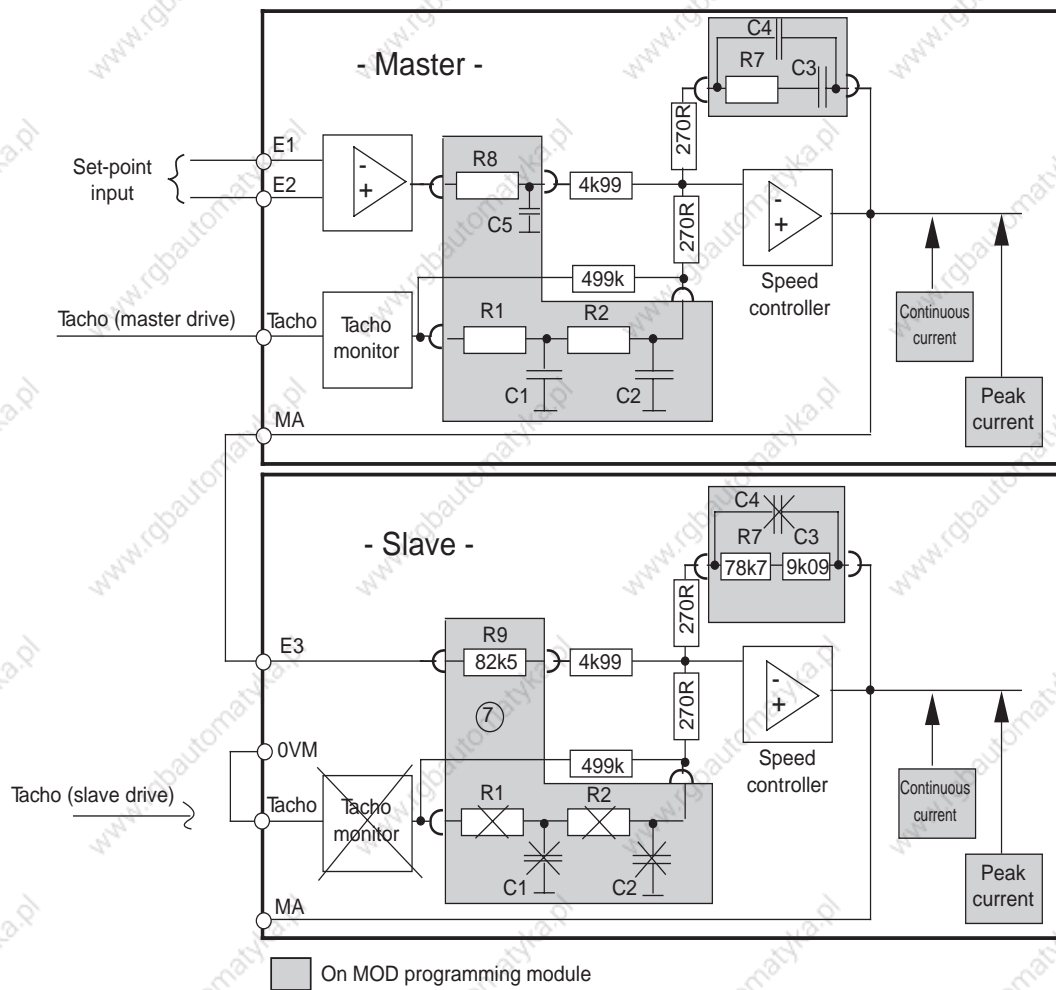 - Master -
C4
R7
C3
270R
E1
Set-point
input
E2
-
+
R8
C5
4k99
270R
-
+
Speed
controller
499k
Tacho (master drive)
Tacho
Tacho
monitor
R1
R2
C1
C2
Continuous
current
Peak
current
MA
- Slave -
C4
R7
C3
78k7
9k09
270R
E3
R9
82k5
4k99
7
270R
-
+
Speed
controller
0VM
499k
Tacho (slave drive)
Tacho
Tacho
monitor
R1
R2
C1
C2
Continuous
current
Peak
current
MA
On MOD programming module
www.rgbautomatyka.pl